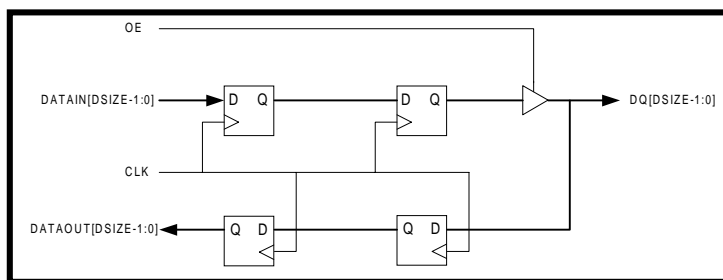 OE
DATAIN[DSIZE-1:0] D Q D Q DQ[DSIZE-1:0]
CLK
DATAOUT[DSIZE-1:0] Q D Q D